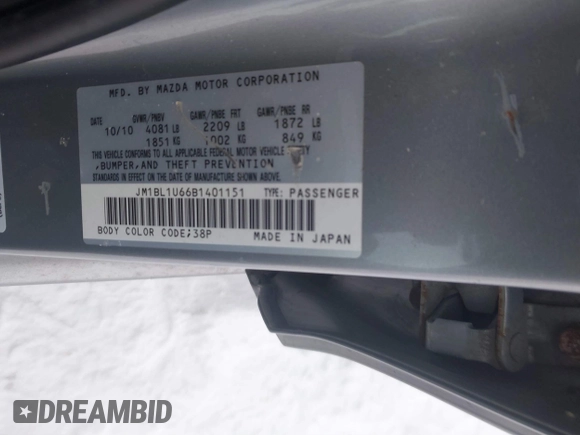 MFD. BY MAZDA MOTOR CORPORATION
DATE GVWR/PNBV GAWR/PNBE FRT GAWR/PNBE RR
10/10 4081 LB 2209 LB 1872 LB
1851 KG 1002 KG 849 KG
THIS VEHICLE CONFORMS TO ALL APPLICABLE FEDERAL MOTOR VEHICLE
,BUMPER,AND THEFT PREVENTION
STANDARDS IN EFFECT ON THE DATE OF MANUFACTURE SHOWN ABOVE.
JM1BL1U66B1401151 TYPE: PASSENGER
BODY COLOR CODE;38P MADE IN JAPAN
DREAMBID